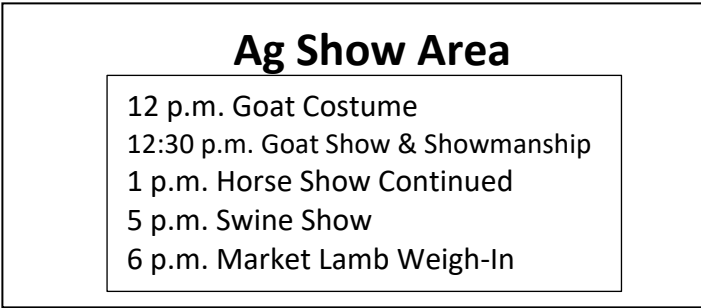 Ag Show Area
12 p.m. Goat Costume
12:30 p.m. Goat Show & Showmanship
1 p.m. Horse Show Continued
5 p.m. Swine Show
6 p.m. Market Lamb Weigh-In